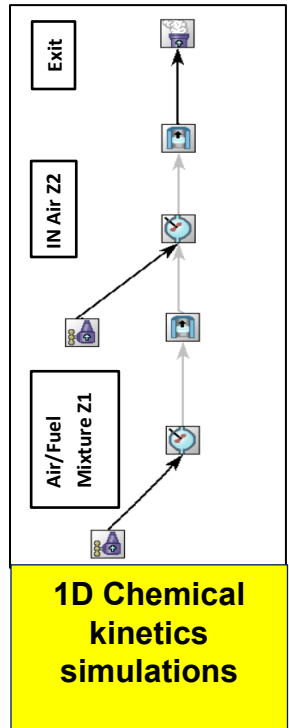 Exit
IN Air Z2
Air/Fuel
Mixture Z1
1D Chemical
kinetics
simulations